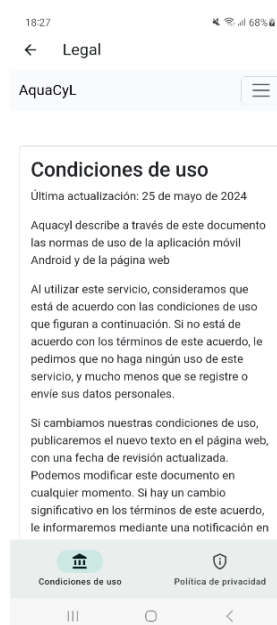 18:27
68%
Legal
AquaCyL
Condiciones de uso
Última actualización: 25 de mayo de 2024
Aquacyl describe a través de este documento
las normas de uso de la aplicación móvil
Android y de la página web
Al utilizar este servicio, consideramos que
está de acuerdo con las condiciones de uso
que figuran a continuación. Si no está de
acuerdo con los términos de este acuerdo, le
pedimos que no haga ningún uso de este
servicio, y mucho menos que se registre o
envíe sus datos personales.
Si cambiamos nuestras condiciones de uso,
publicaremos el nuevo texto en el página web,
con una fecha de revisión actualizada.
Podemos modificar este documento en
cualquier momento. Si hay un cambio
significativo en los términos de este acuerdo,
le informaremos mediante una notificación en
Condiciones de uso
Política de privacidad